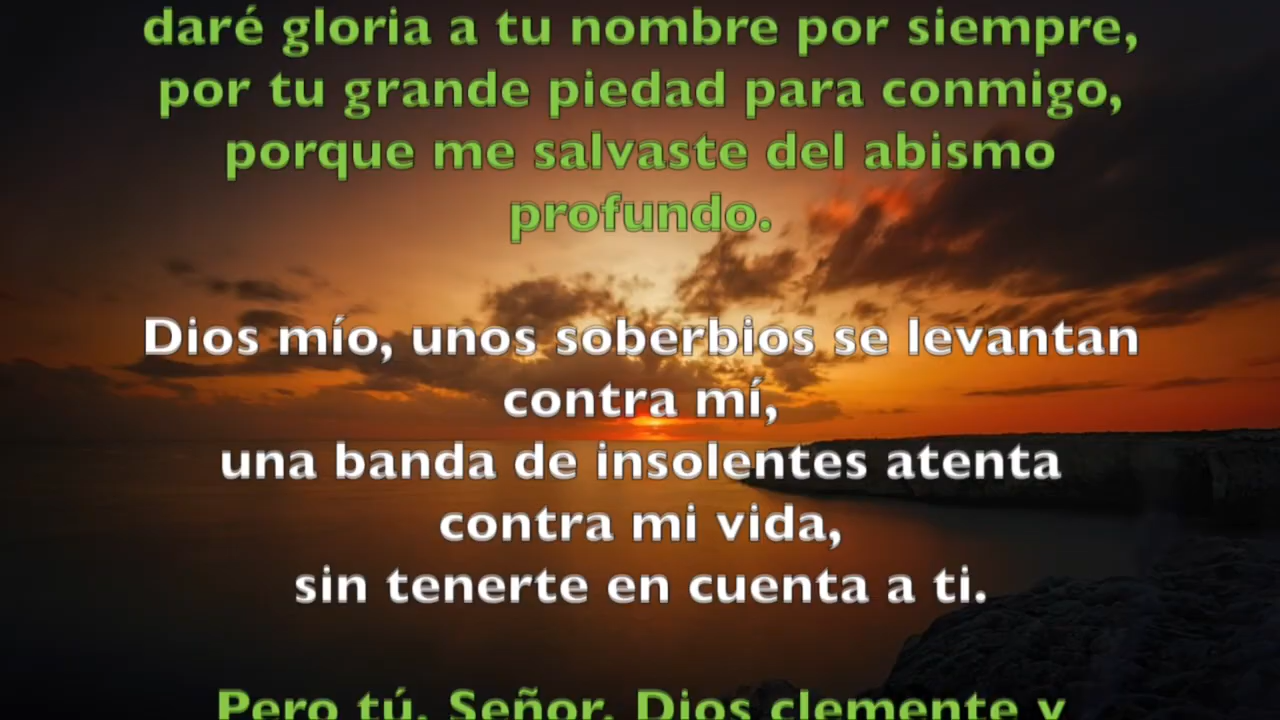 daré gloria a tu nombre por siempre,
por tu grande piedad para conmigo,
porque me salvaste del abismo
profundo.
Dios mío, unos soberbios se levantan
contra mí,
una banda de insolentes atenta
contra mi vida,
sin tenerte en cuenta a ti.
Pero tú, Señor, Dios clemente y